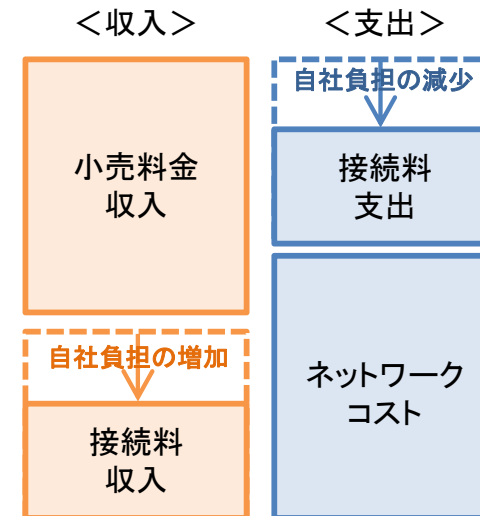 ＜収入＞
＜支出＞
小売料金
収入
自社負担の増加
接続料
収入
自社負担の減少
接続料
支出
ネットワーク
コスト